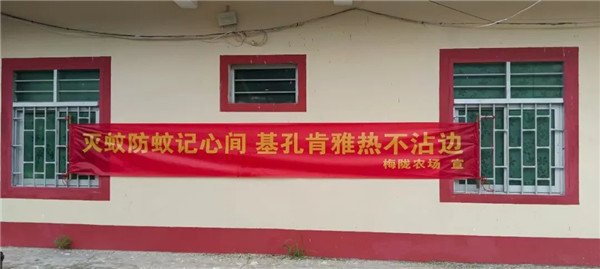 灭蚊防蚊记心间 基孔肯雅热不沾边
梅陇农场 宣